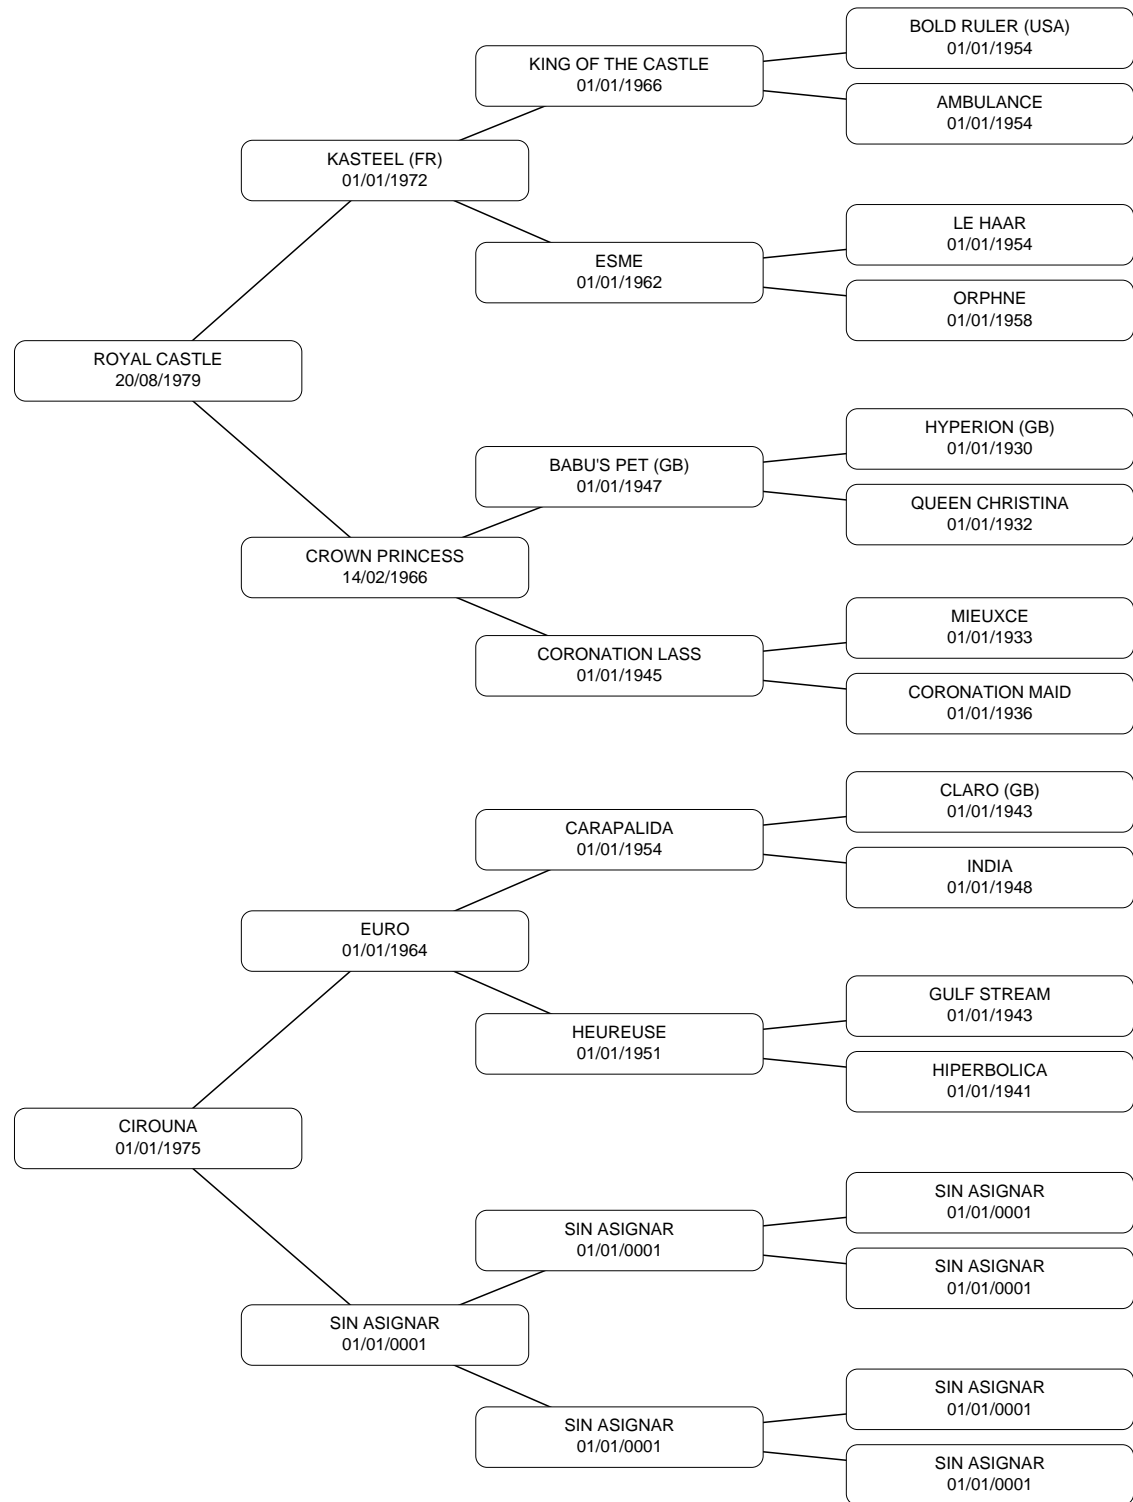 BOLD RULER (USA)
01/01/1954
KING OF THE CASTLE
01/01/1966
AMBULANCE
01/01/1954
KASTEEL (FR)
01/01/1972
LE HAAR
01/01/1954
ESME
01/01/1962
ORPHNE
01/01/1958
ROYAL CASTLE
20/08/1979
HYPERION (GB)
01/01/1930
BABU'S PET (GB)
01/01/1947
QUEEN CHRISTINA
01/01/1932
CROWN PRINCESS
14/02/1966
MIEUXCE
01/01/1933
CORONATION LASS
01/01/1945
CORONATION MAID
01/01/1936
CLARO (GB)
01/01/1943
CARAPALIDA
01/01/1954
INDIA
01/01/1948
EURO
01/01/1964
GULF STREAM
01/01/1943
HEUREUSE
01/01/1951
HIPERBOLICA
01/01/1941
CIROUNA
01/01/1975
SIN ASIGNAR
01/01/0001
SIN ASIGNAR
01/01/0001
SIN ASIGNAR
01/01/0001
SIN ASIGNAR
01/01/0001
SIN ASIGNAR
01/01/0001
SIN ASIGNAR
01/01/0001
SIN ASIGNAR
01/01/0001